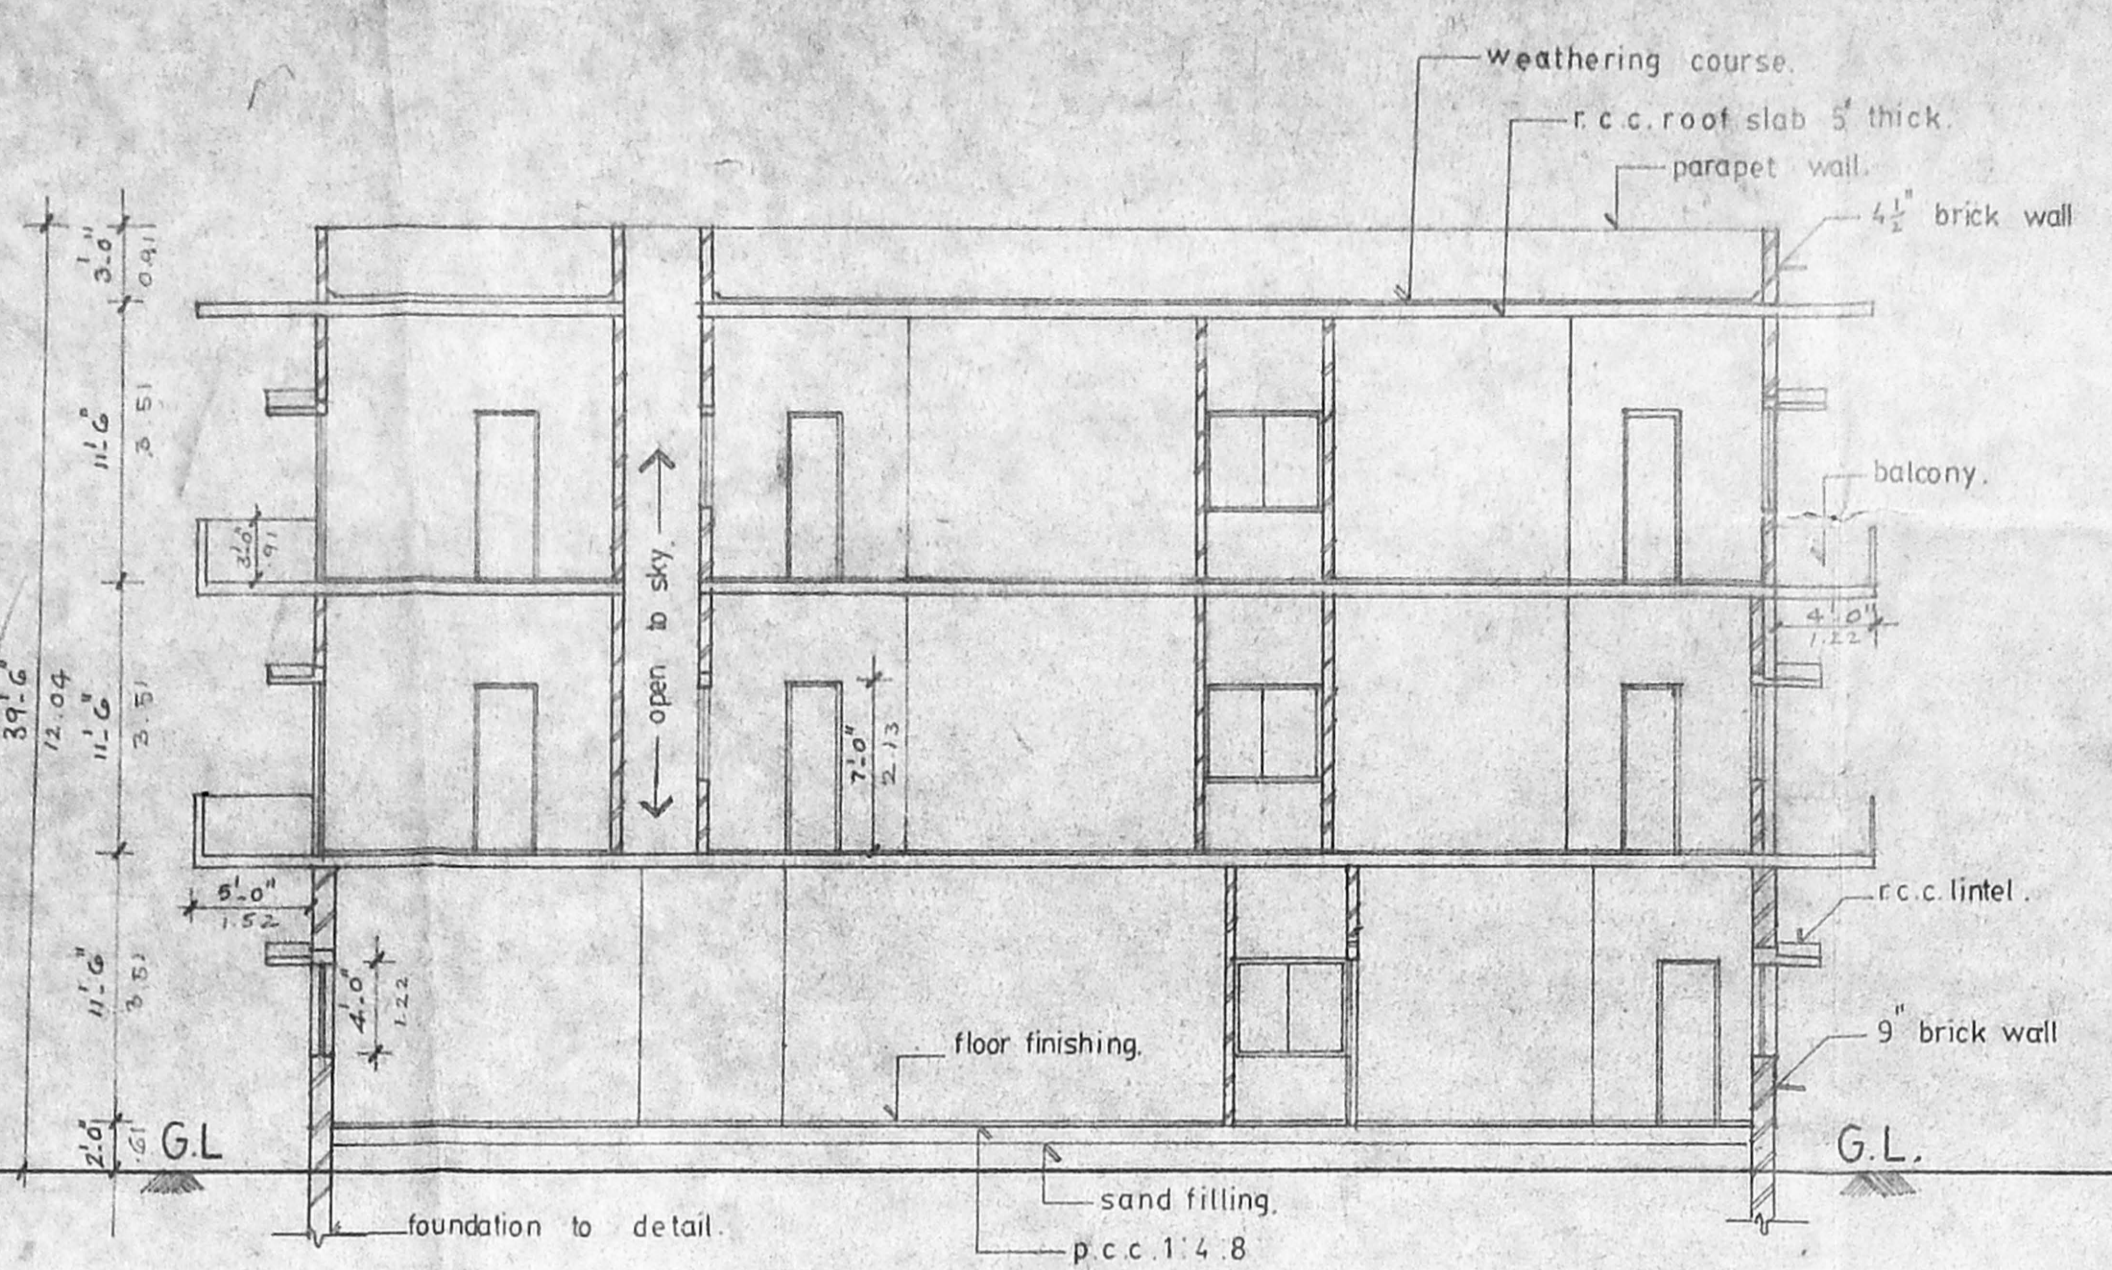 weathering course.
r.c.c. roof slab 5" thick.
parapet wall.
4½" brick wall
3'-0"
0.91
11'-6"
3.51
balcony.
3'-0"
.91
open to sky.
4'-0"
1.22
39'-6"
12.04
11'-6"
3.51
7'-0"
2.13
5'-0"
1.52
r.c.c. lintel.
11'-6"
3.51
4'-0"
1.22
floor finishing.
9" brick wall
2'-0"
.61
G.L
G.L.
sand filling.
foundation to detail.
p.c.c. 1:4:8